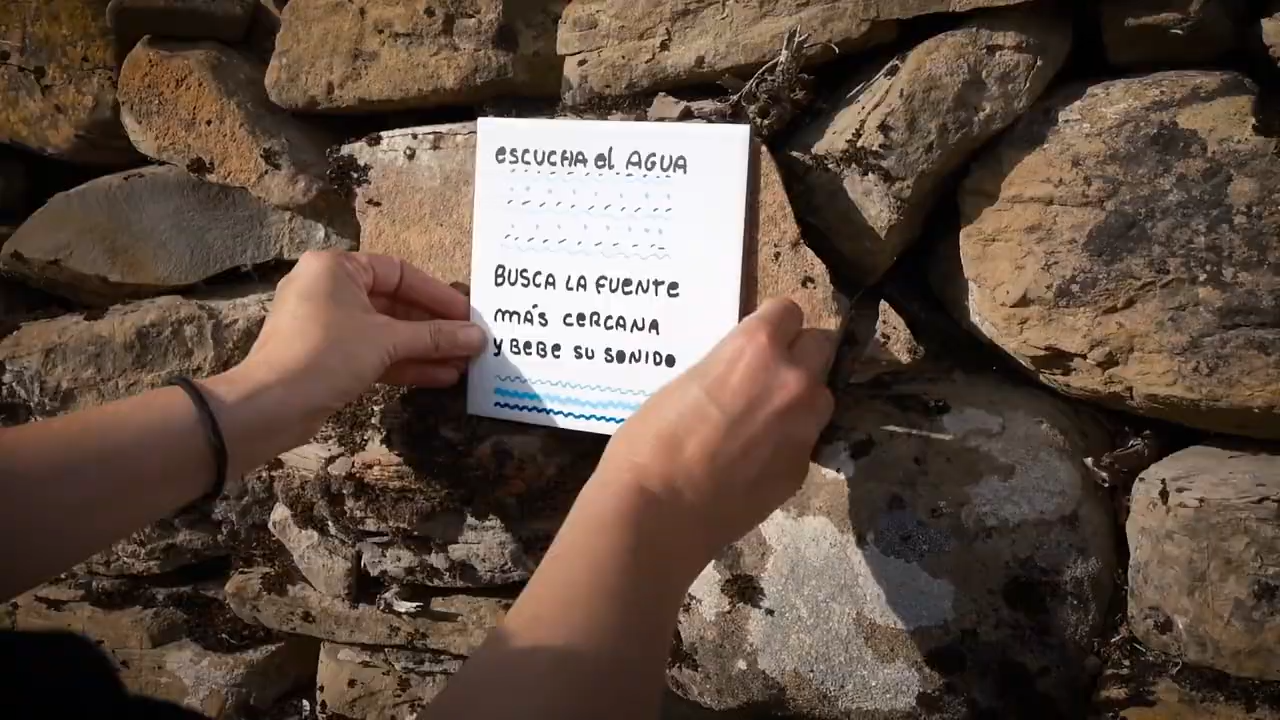 escucha el AGUA
BUSCA LA FUENTE
MÁS CERCANA
y BEBE SU SONIDO